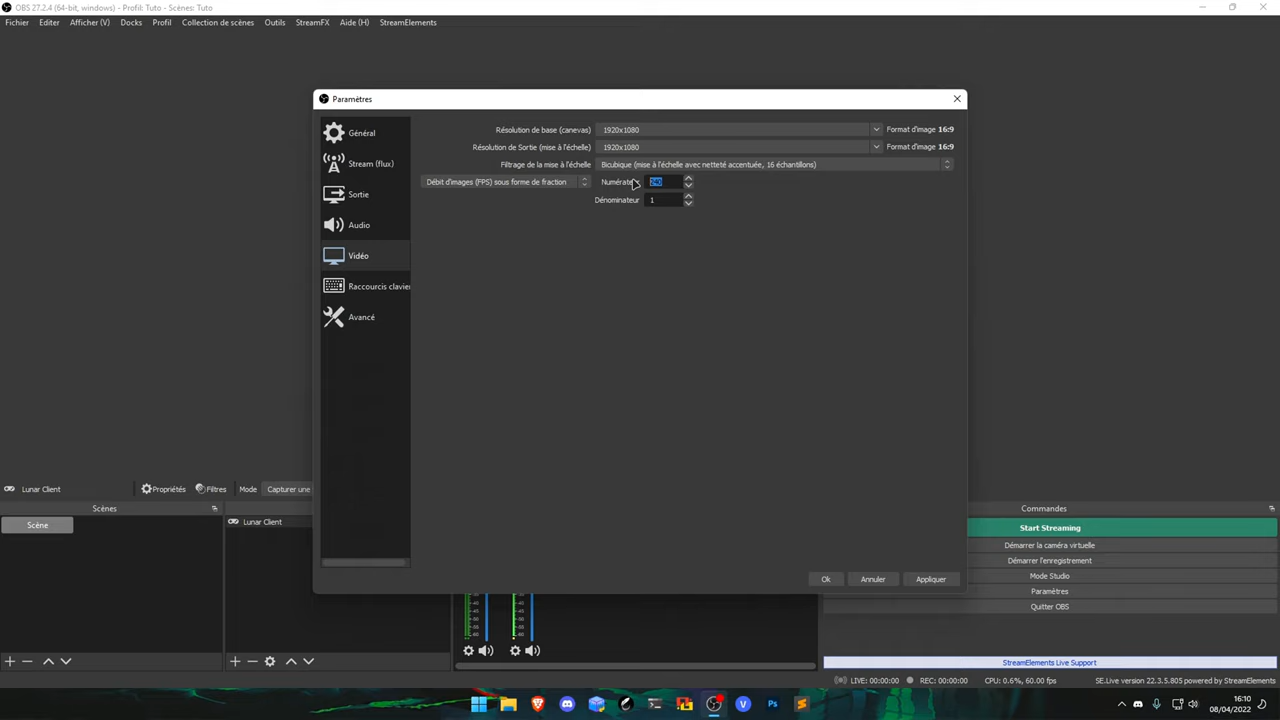 OBS 27.2.4 (64-bit, windows) - Profil: Tuto - Scènes: Tuto
Fichier Editer Afficher (V) Docks Profil Collection de scènes Outils StreamFX Aide (H) StreamElements
Paramètres
Général
Stream (flux)
Sortie
Audio
Vidéo
Raccourcis clavier
Avancé
Résolution de base (canevas) 1920x1080 Format d'image 16:9
Résolution de Sortie (mise à l'échelle) 1920x1080 Format d'image 16:9
Filtrage de la mise à l'échelle Bicubique (mise à l'échelle avec netteté accentuée, 16 échantillons)
Débit d'images (FPS) sous forme de fraction Numérateur 240
Dénominateur 1
Ok Annuler Appliquer
Lunar Client Propriétés Filtres Mode Capturer une
Scènes
Scène
Lunar Client
Commandes
Start Streaming
Démarrer la caméra virtuelle
Démarrer l'enregistrement
Mode Studio
Paramètres
Quitter OBS
StreamElements Live Support
LIVE: 00:00:00 REC: 00:00:00 CPU: 0.6%, 60.00 fps SE.Live version 22.3.5.805 powered by StreamElements
16:10
08/04/2022